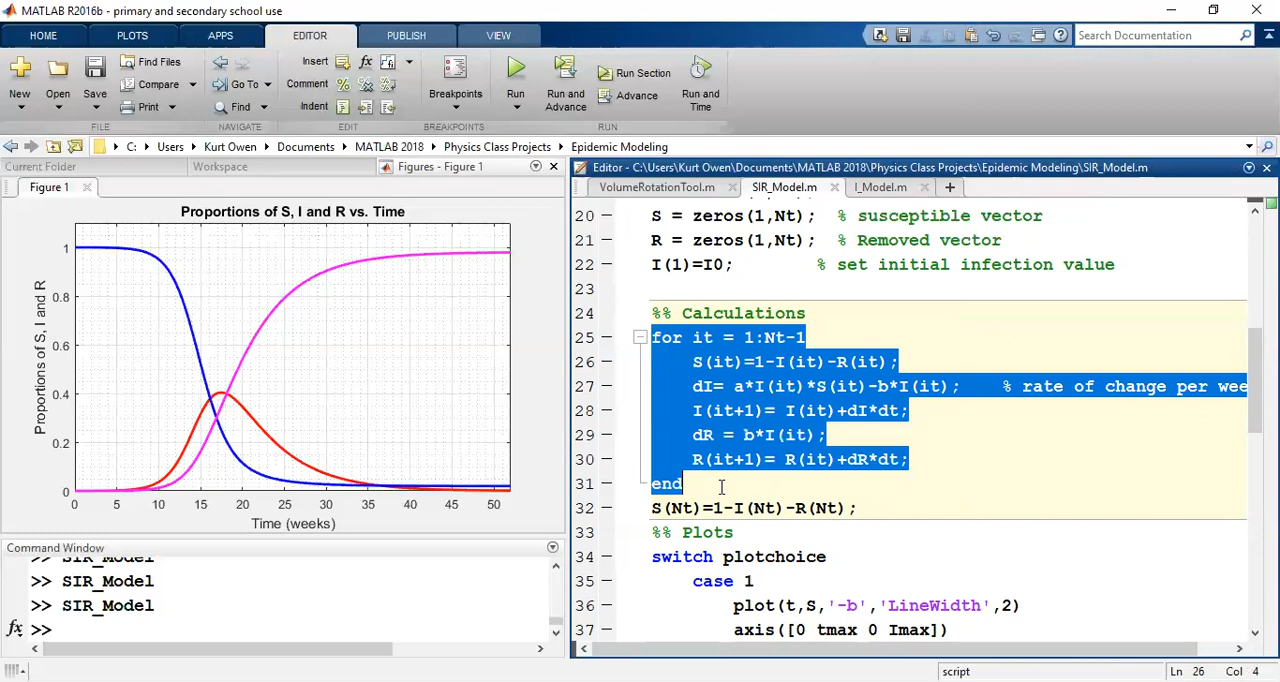 MATLAB R2016b - primary and secondary school use
HOME PLOTS APPS EDITOR PUBLISH VIEW
Search Documentation
New Open Save
Find Files
Compare
Print
FILE
Go To
Find
NAVIGATE
Insert fx
Comment
Indent
EDIT
Breakpoints
BREAKPOINTS
Run
Run and Advance
Run Section
Advance
Run and Time
RUN
C: Users Kurt Owen Documents MATLAB 2018 Physics Class Projects Epidemic Modeling
Current Folder Workspace Figures - Figure 1
Figure 1
Proportions of S, I and R vs. Time
Proportions of S, I and R
1
0.8
0.6
0.4
0.2
0
0 5 10 15 20 25 30 35 40 45 50
Time (weeks)
Command Window
>> SIR_Model
>> SIR_Model
>> SIR_Model
fx >>
Editor - C:\Users\Kurt Owen\Documents\MATLAB 2018\Physics Class Projects\Epidemic Modeling\SIR_Model.m
VolumeRotationTool.m SIR_Model.m I_Model.m +
20 S = zeros(1,Nt); % susceptible vector
21 R = zeros(1,Nt); % Removed vector
22 I(1)=I0; % set initial infection value
23
24 %% Calculations
25 for it = 1:Nt-1
26 S(it)=1-I(it)-R(it);
27 dI= a*I(it)*S(it)-b*I(it); % rate of change per wee
28 I(it+1)= I(it)+dI*dt;
29 dR = b*I(it);
30 R(it+1)= R(it)+dR*dt;
31 end
32 S(Nt)=1-I(Nt)-R(Nt);
33 %% Plots
34 switch plotchoice
35 case 1
36 plot(t,S,'-b','LineWidth',2)
37 axis([0 tmax 0 Imax])
script Ln 26 Col 4